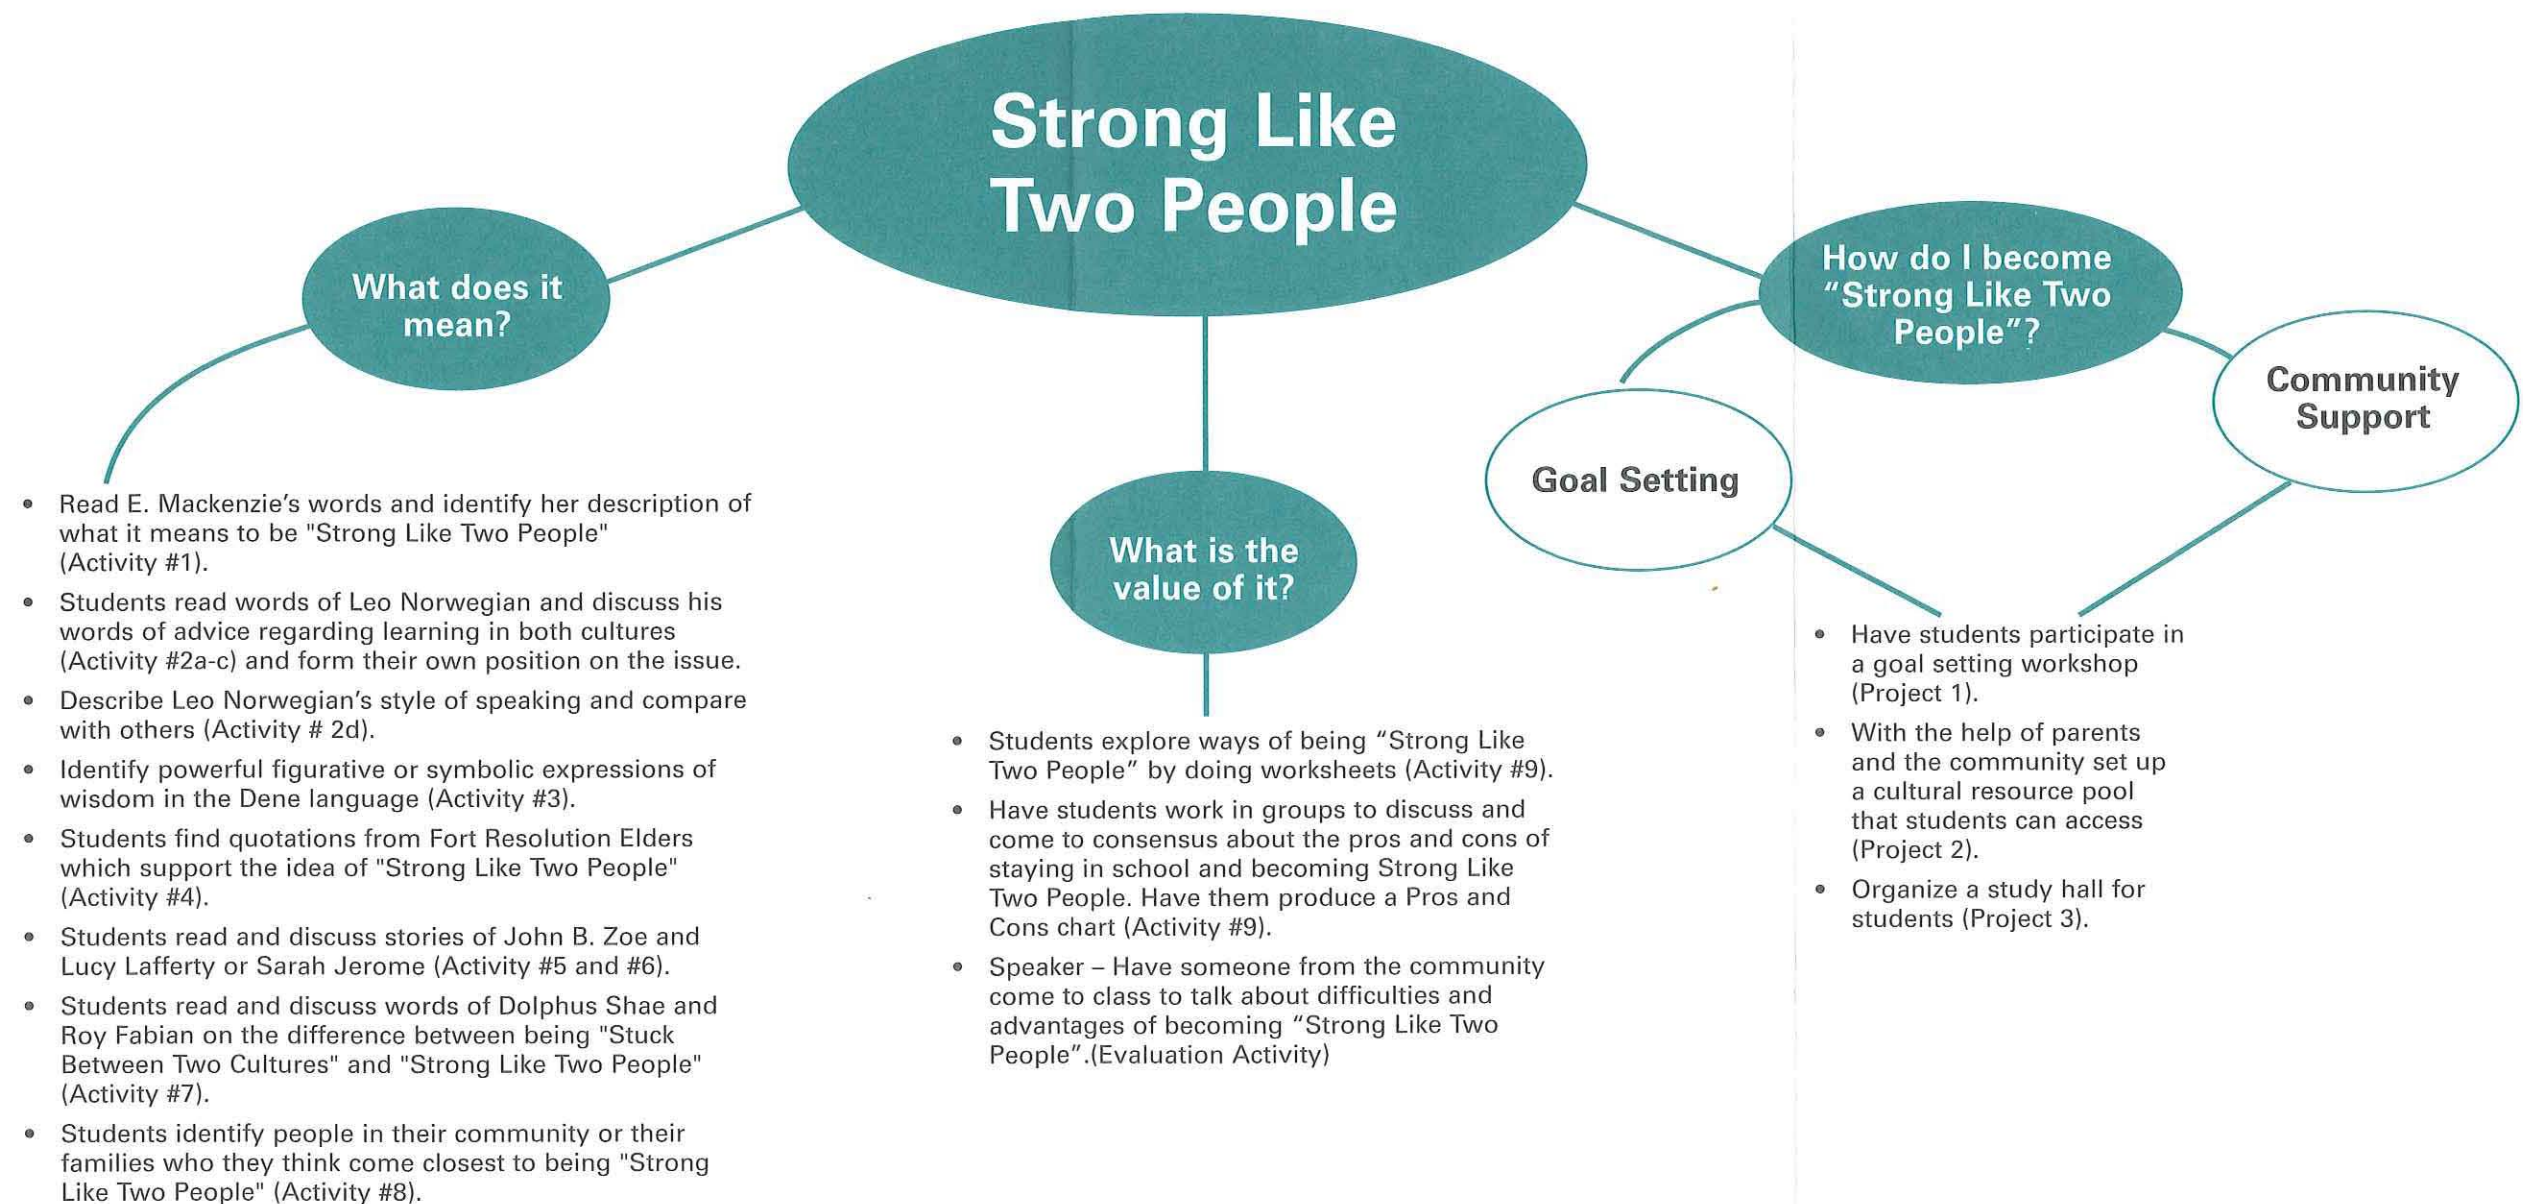 Strong Like
Two People
What does it
mean?
• Read E. Mackenzie's words and identify her description of
what it means to be "Strong Like Two People"
(Activity #1).
• Students read words of Leo Norwegian and discuss his
words of advice regarding learning in both cultures
(Activity #2a-c) and form their own position on the issue.
• Describe Leo Norwegian's style of speaking and compare
with others (Activity # 2d).
• Identify powerful figurative or symbolic expressions of
wisdom in the Dene language (Activity #3).
• Students find quotations from Fort Resolution Elders
which support the idea of "Strong Like Two People"
(Activity #4).
• Students read and discuss stories of John B. Zoe and
Lucy Lafferty or Sarah Jerome (Activity #5 and #6).
• Students read and discuss words of Dolphus Shae and
Roy Fabian on the difference between being "Stuck
Between Two Cultures" and "Strong Like Two People"
(Activity #7).
• Students identify people in their community or their
families who they think come closest to being "Strong
Like Two People" (Activity #8).
What is the
value of it?
• Students explore ways of being “Strong Like
Two People” by doing worksheets (Activity #9).
• Have students work in groups to discuss and
come to consensus about the pros and cons of
staying in school and becoming Strong Like
Two People. Have them produce a Pros and
Cons chart (Activity #9).
• Speaker – Have someone from the community
come to class to talk about difficulties and
advantages of becoming “Strong Like Two
People”.(Evaluation Activity)
How do I become
“Strong Like Two
People”?
Goal Setting
Community
Support
• Have students participate in
a goal setting workshop
(Project 1).
• With the help of parents
and the community set up
a cultural resource pool
that students can access
(Project 2).
• Organize a study hall for
students (Project 3).